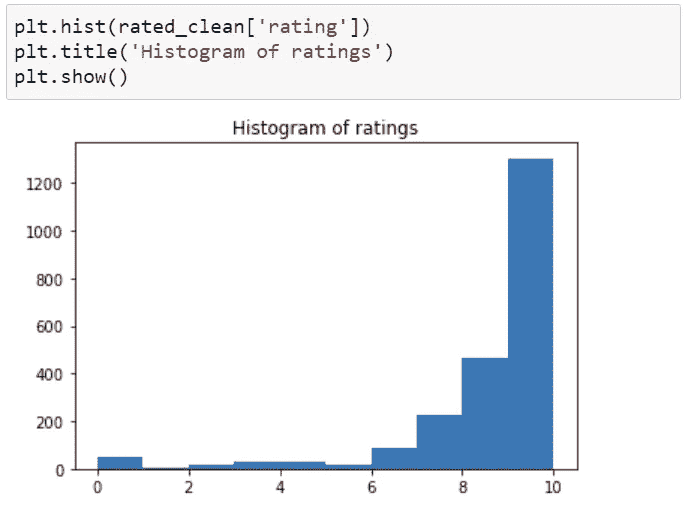 plt.hist(rated_clean['rating'])
plt.title('Histogram of ratings')
plt.show()
Histogram of ratings
1200
1000
800
600
400
200
0
0 2 4 6 8 10